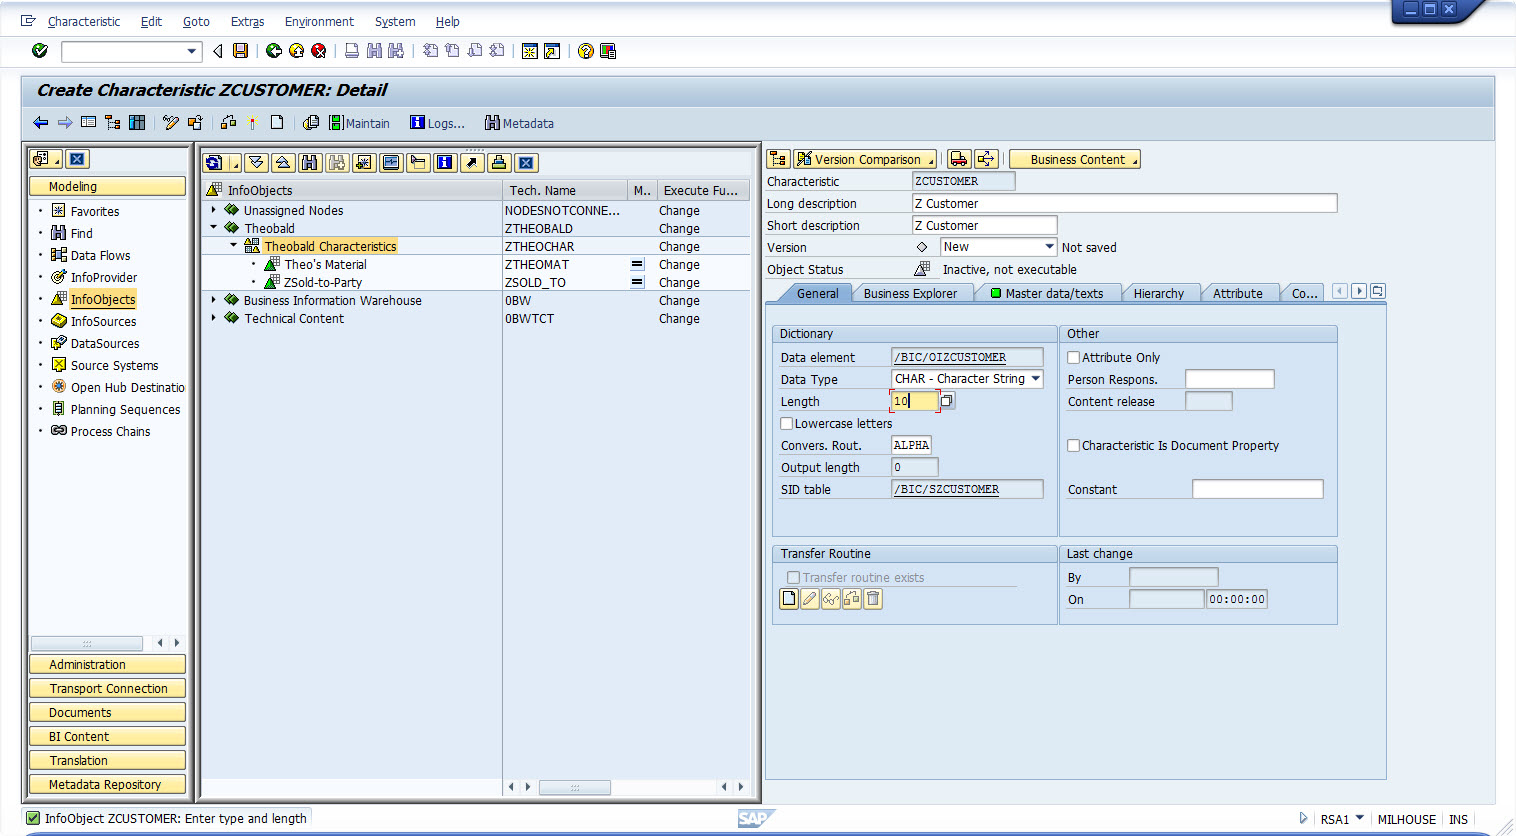 Characteristic Edit Goto Extras Environment System Help
Create Characteristic ZCUSTOMER: Detail
Maintain Logs... Metadata
Modeling
Favorites
Find
Data Flows
InfoProvider
InfoObjects
InfoSources
DataSources
Source Systems
Open Hub Destinatio
Planning Sequences
Process Chains
Administration
Transport Connection
Documents
BI Content
Translation
Metadata Repository
InfoObjects Tech. Name M.. Execute Fu...
Unassigned Nodes NODESNOTCONNE... Change
Theobald ZTHEOBALD Change
Theobald Characteristics ZTHEOCHAR Change
Theo's Material ZTHEOMAT Change
ZSold-to-Party ZSOLD_TO Change
Business Information Warehouse 0BW Change
Technical Content 0BWTCT Change
Version Comparison Business Content
Characteristic ZCUSTOMER
Long description Z Customer
Short description Z Customer
Version New Not saved
Object Status Inactive, not executable
General Business Explorer Master data/texts Hierarchy Attribute Co...
Dictionary
Data element /BIC/OIZCUSTOMER
Data Type CHAR - Character String
Length 10
Lowercase letters
Convers. Rout. ALPHA
Output length 0
SID table /BIC/SZCUSTOMER
Other
Attribute Only
Person Respons.
Content release
Characteristic Is Document Property
Constant
Transfer Routine
Transfer routine exists
Last change
By
On 00:00:00
InfoObject ZCUSTOMER: Enter type and length
SAP
RSA1 MILHOUSE INS